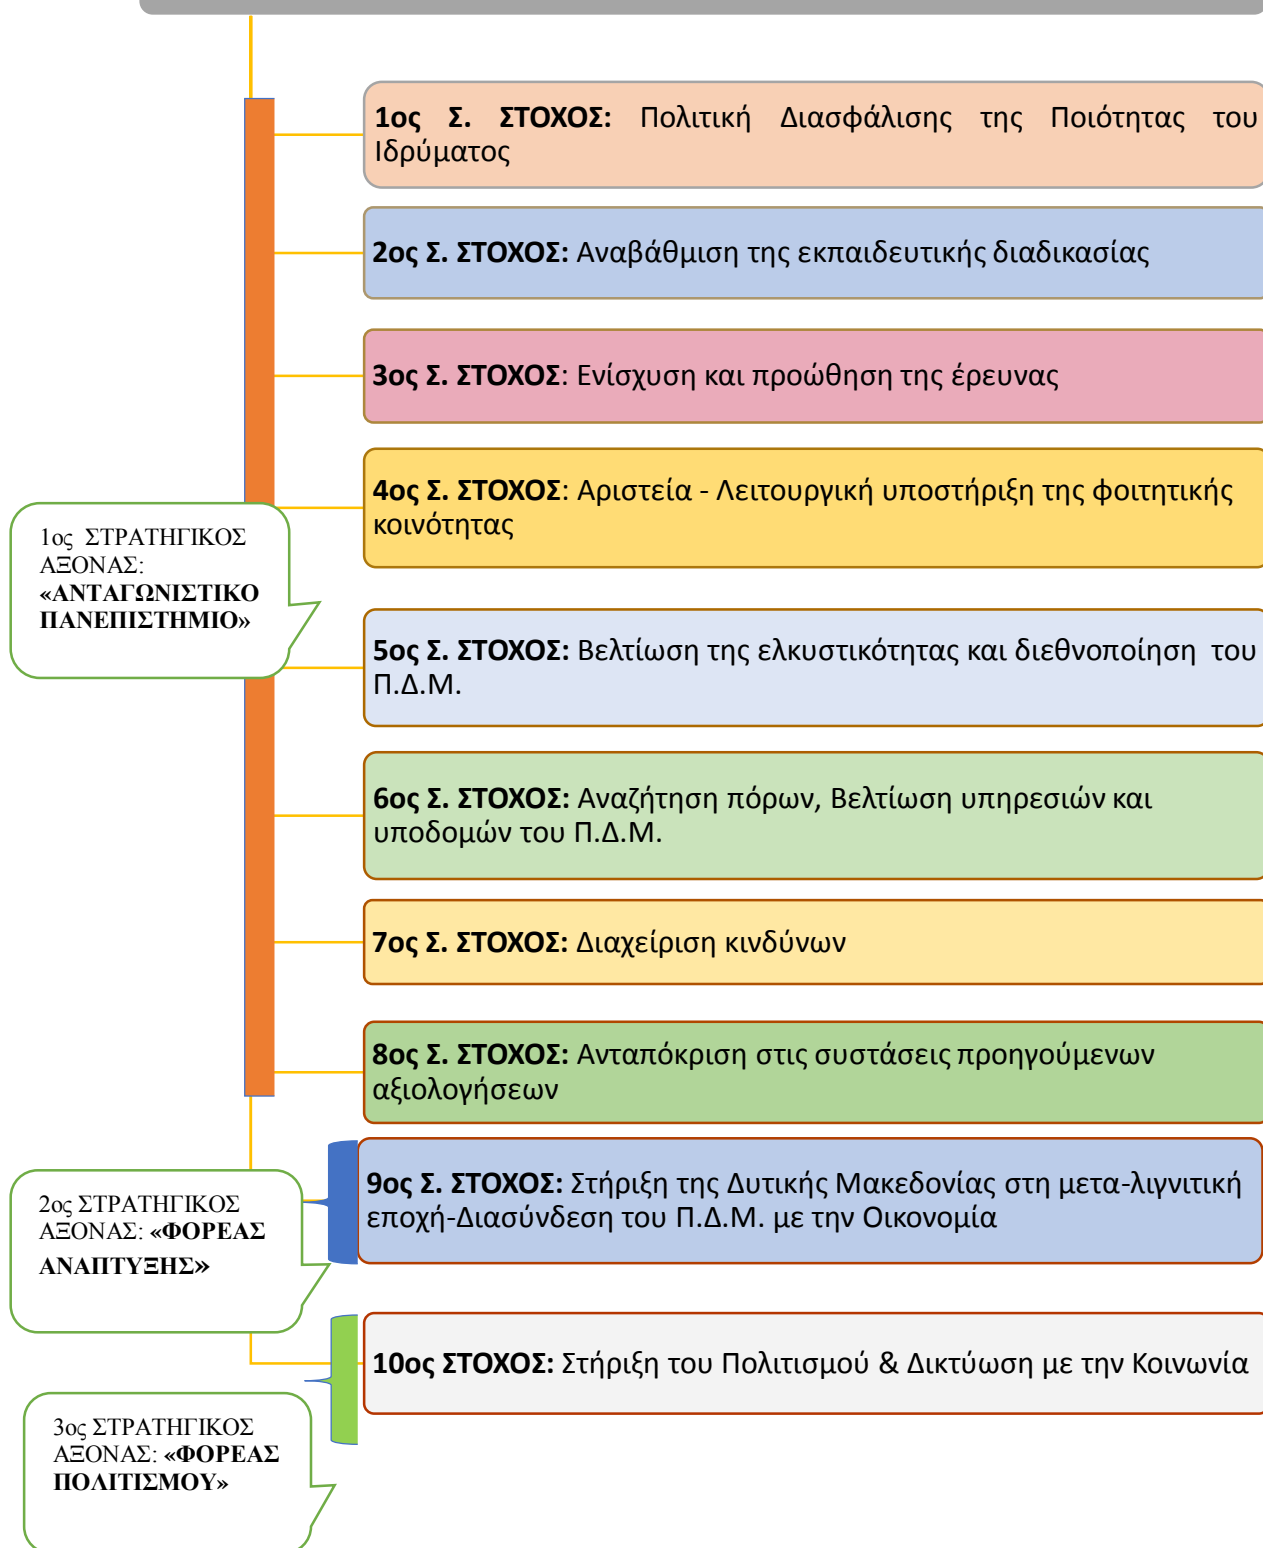 1ος Σ. ΣΤΟΧΟΣ: Πολιτική Διασφάλισης της Ποιότητας του
Ιδρύματος
2ος Σ. ΣΤΟΧΟΣ: Αναβάθμιση της εκπαιδευτικής διαδικασίας
3ος Σ. ΣΤΟΧΟΣ: Ενίσχυση και προώθηση της έρευνας
4ος Σ. ΣΤΟΧΟΣ: Αριστεία - Λειτουργική υποστήριξη της φοιτητικής
κοινότητας
1ος ΣΤΡΑΤΗΓΙΚΟΣ
ΑΞΟΝΑΣ:
«ΑΝΤΑΓΩΝΙΣΤΙΚΟ
ΠΑΝΕΠΙΣΤΗΜΙΟ»
5ος Σ. ΣΤΟΧΟΣ: Βελτίωση της ελκυστικότητας και διεθνοποίηση του
Π.Δ.Μ.
6ος Σ. ΣΤΟΧΟΣ: Αναζήτηση πόρων, Βελτίωση υπηρεσιών και
υποδομών του Π.Δ.Μ.
7ος Σ. ΣΤΟΧΟΣ: Διαχείριση κινδύνων
8ος Σ. ΣΤΟΧΟΣ: Ανταπόκριση στις συστάσεις προηγούμενων
αξιολογήσεων
2ος ΣΤΡΑΤΗΓΙΚΟΣ
ΑΞΟΝΑΣ: «ΦΟΡΕΑΣ
ΑΝΑΠΤΥΞΗΣ»
9ος Σ. ΣΤΟΧΟΣ: Στήριξη της Δυτικής Μακεδονίας στη μετα-λιγνιτική
εποχή-Διασύνδεση του Π.Δ.Μ. με την Οικονομία
10ος ΣΤΟΧΟΣ: Στήριξη του Πολιτισμού & Δικτύωση με την Κοινωνία
3ος ΣΤΡΑΤΗΓΙΚΟΣ
ΑΞΟΝΑΣ: «ΦΟΡΕΑΣ
ΠΟΛΙΤΙΣΜΟΥ»